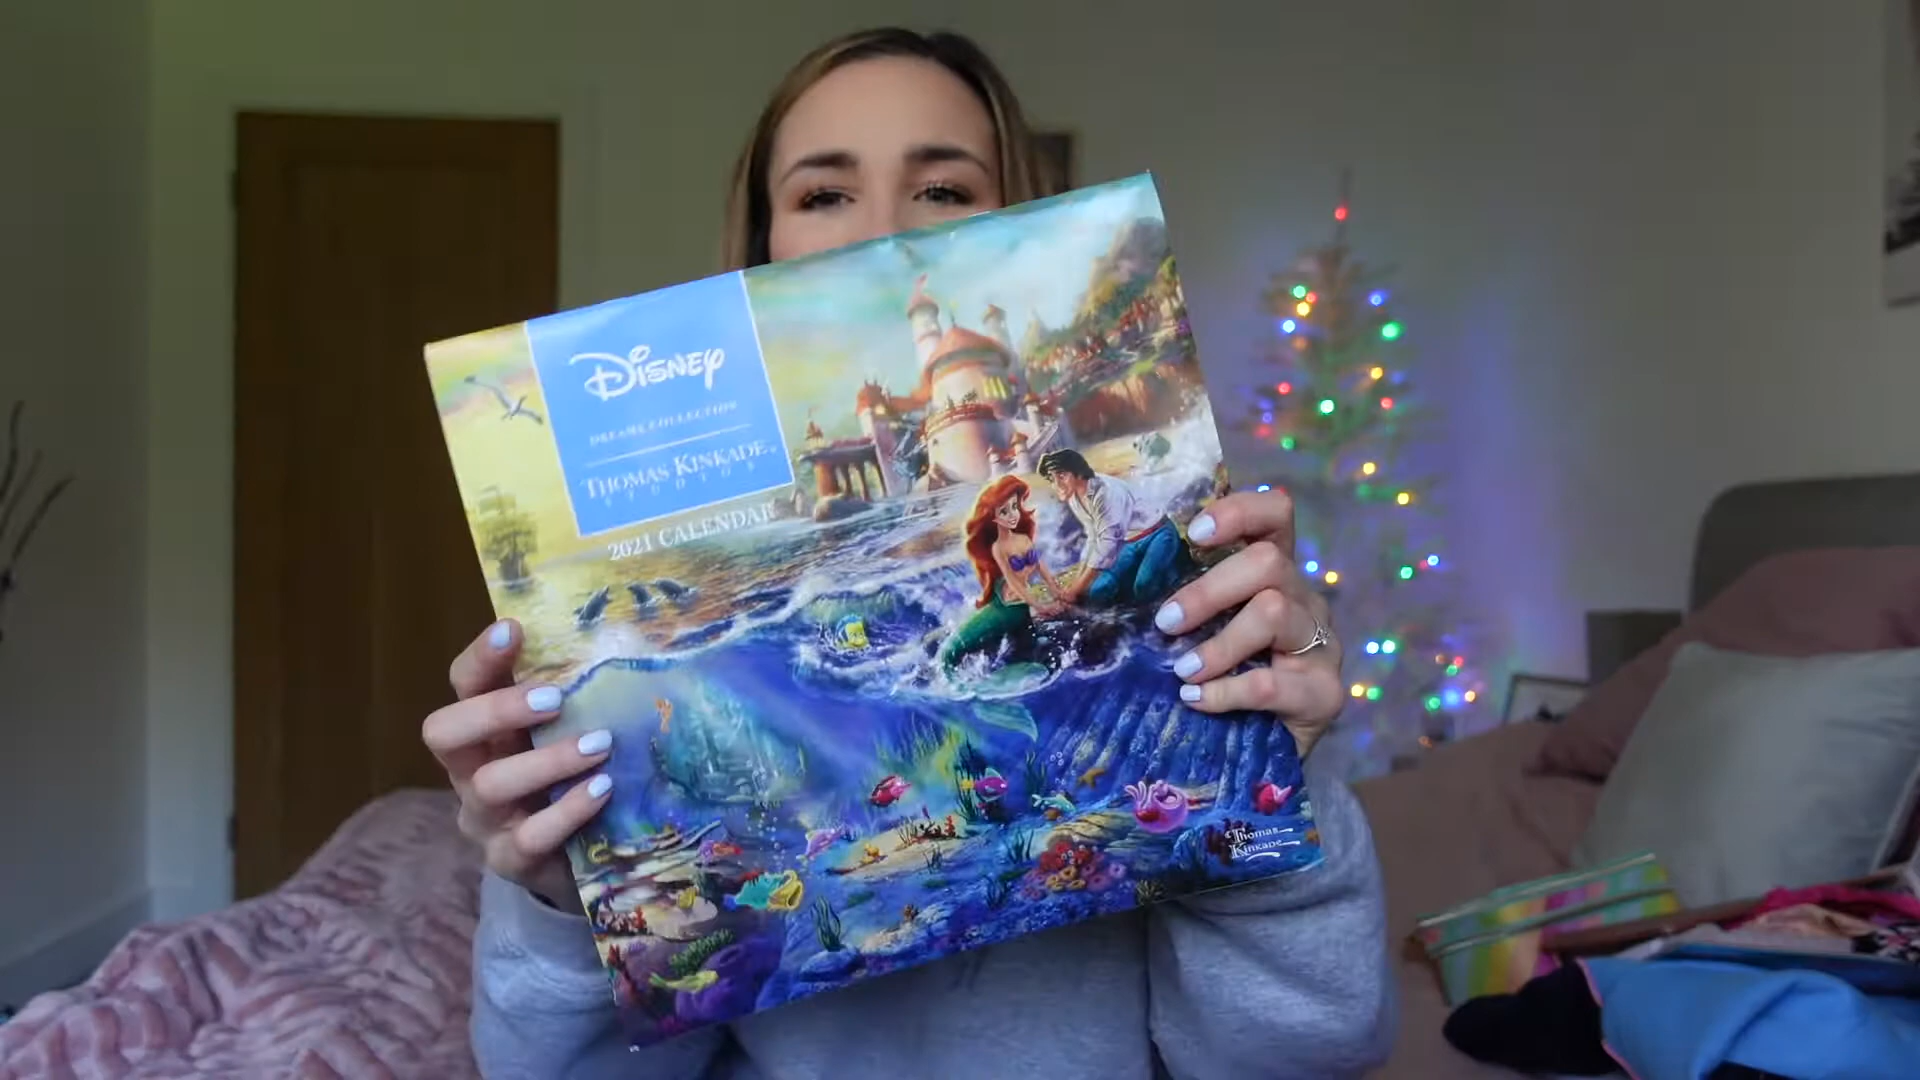 Disney
DREAMS COLLECTION
THOMAS KINKADE
STUDIOS
2021 CALENDAR
Thomas
Kinkade